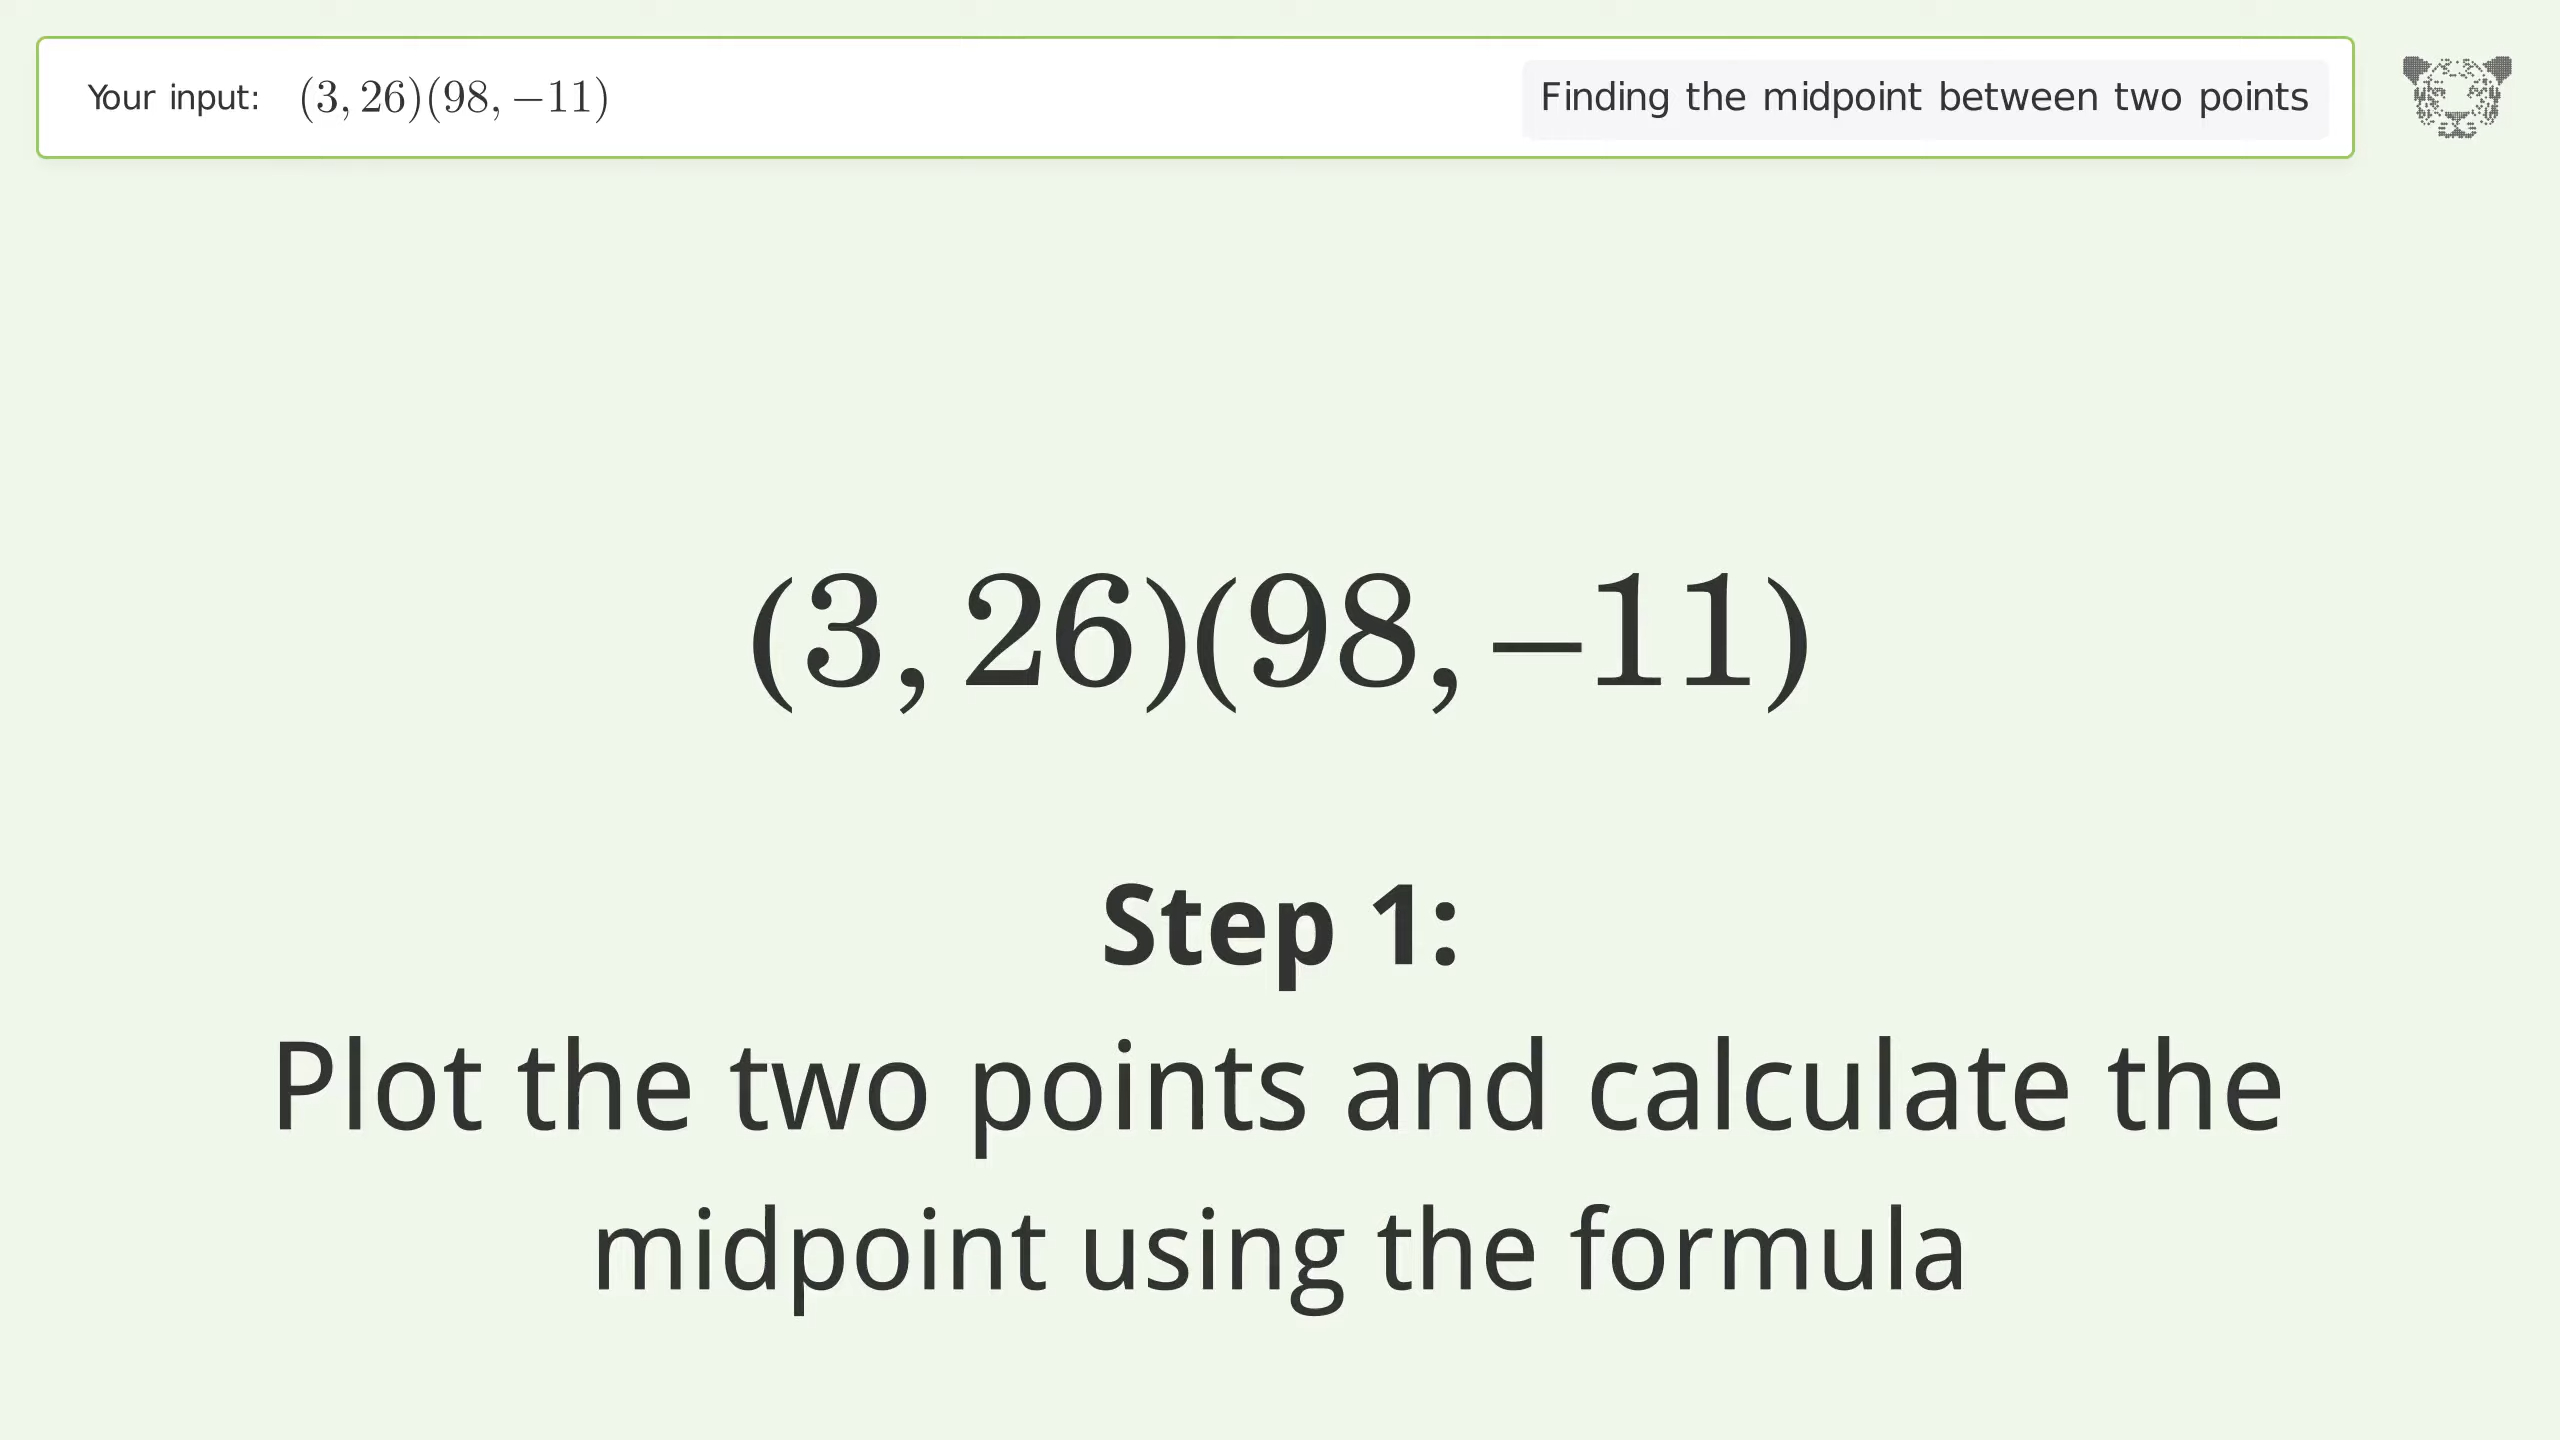 Your input: (3, 26)(98, −11)
Finding the midpoint between two points
(3, 26)(98, −11)
Step 1:
Plot the two points and calculate the
midpoint using the formula